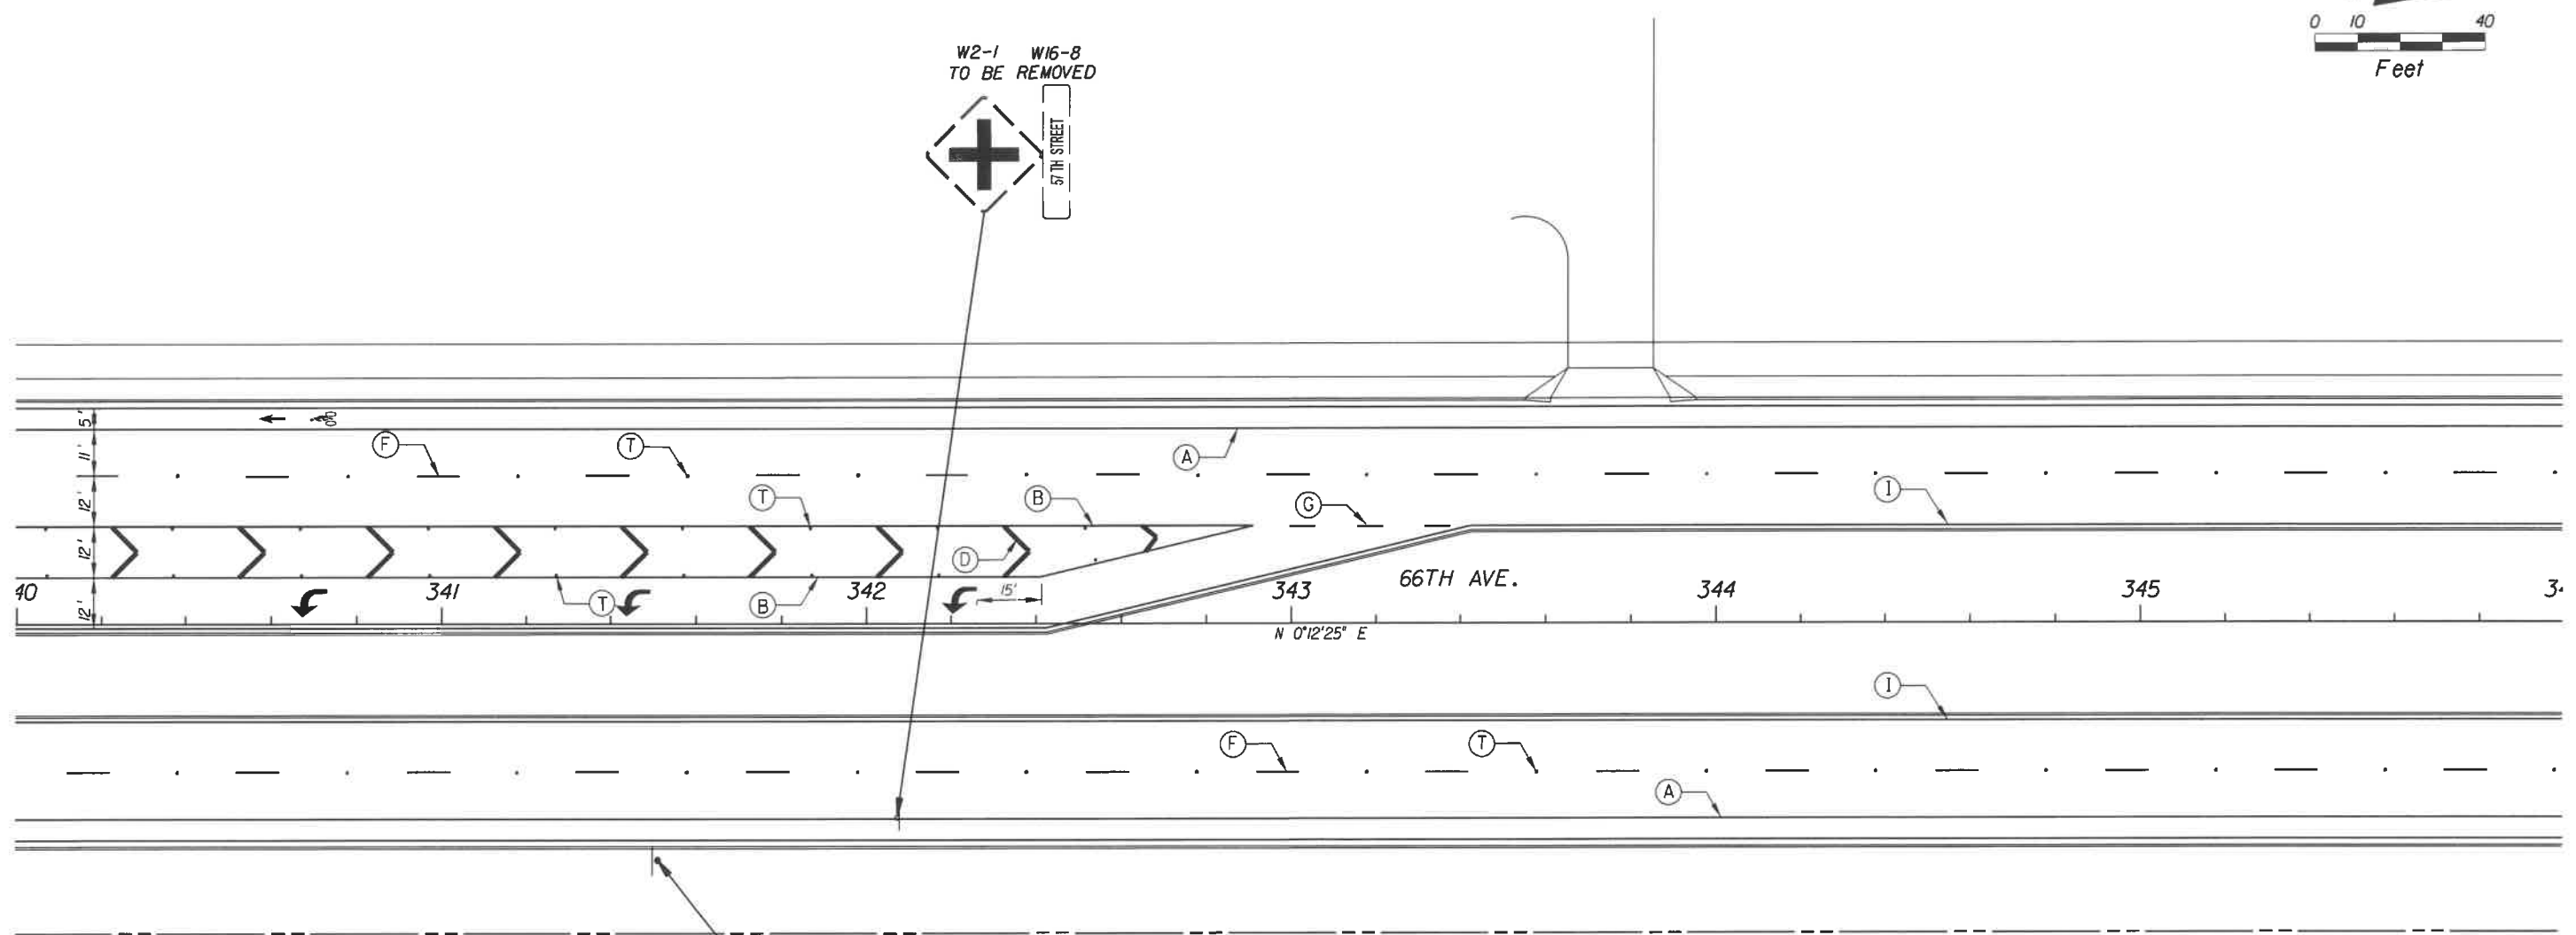 0 10 40
Feet
W2-1 W16-8
TO BE REMOVED
57TH STREET
5'
11'
12'
12'
12'
F
T
A
T
B
G
I
D
T
B
15'
40 341 342 343 344 345
66TH AVE.
N 0°12'25" E
I
F
T
A